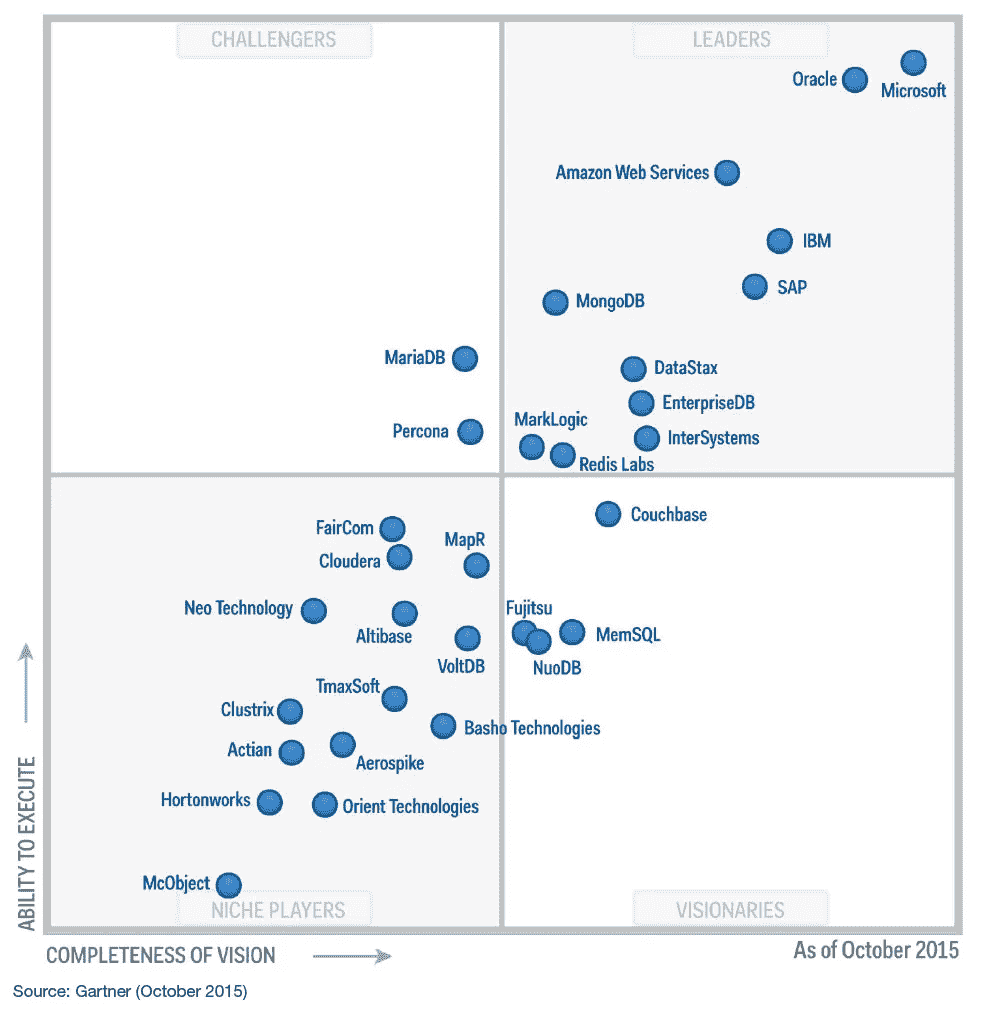 CHALLENGERS
LEADERS
Oracle
Microsoft
Amazon Web Services
IBM
SAP
MongoDB
MariaDB
DataStax
EnterpriseDB
MarkLogic
Percona
InterSystems
Redis Labs
Couchbase
FairCom
MapR
Cloudera
Neo Technology
Fujitsu
Altibase
MemSQL
VoltDB
NuoDB
TmaxSoft
Clustrix
Basho Technologies
Actian
Aerospike
Hortonworks
Orient Technologies
McObject
NICHE PLAYERS
VISIONARIES
ABILITY TO EXECUTE
COMPLETENESS OF VISION
As of October 2015
Source: Gartner (October 2015)